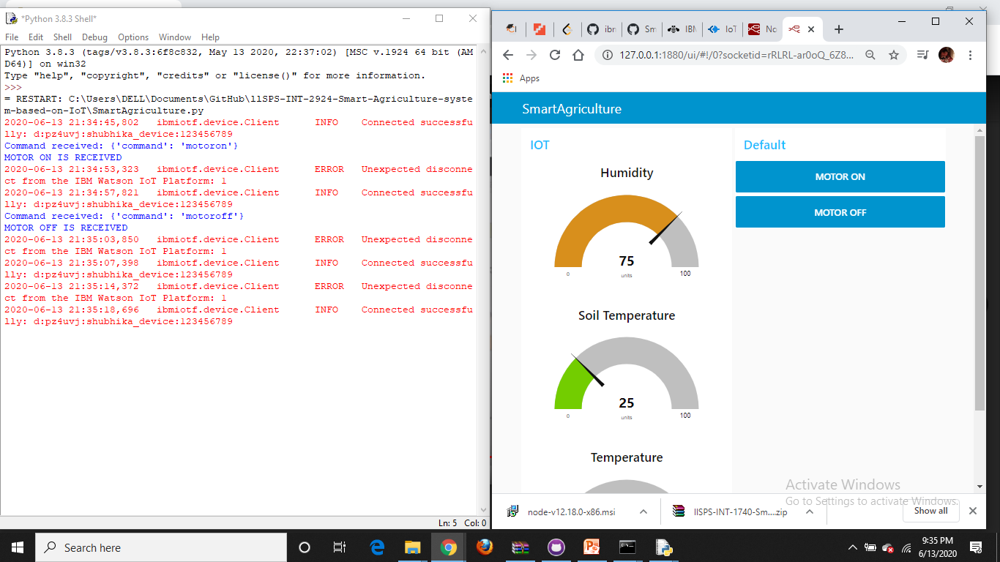 *Python 3.8.3 Shell*
File Edit Shell Debug Options Window Help
Python 3.8.3 (tags/v3.8.3:6f8c832, May 13 2020, 22:37:02) [MSC v.1924 64 bit (AM
D64)] on win32
Type "help", "copyright", "credits" or "license()" for more information.
>>>
= RESTART: C:\Users\DELL\Documents\GitHub\llSPS-INT-2924-Smart-Agriculture-syste
m-based-on-IoT\SmartAgriculture.py
2020-06-13 21:34:45,802 ibmiotf.device.Client INFO Connected successfu
lly: d:pz4uvj:shubhika_device:123456789
Command received: {'command': 'motoron'}
MOTOR ON IS RECEIVED
2020-06-13 21:34:53,323 ibmiotf.device.Client ERROR Unexpected disconne
ct from the IBM Watson IoT Platform: 1
2020-06-13 21:34:57,821 ibmiotf.device.Client INFO Connected successfu
lly: d:pz4uvj:shubhika_device:123456789
Command received: {'command': 'motoroff'}
MOTOR OFF IS RECEIVED
2020-06-13 21:35:03,850 ibmiotf.device.Client ERROR Unexpected disconne
ct from the IBM Watson IoT Platform: 1
2020-06-13 21:35:07,398 ibmiotf.device.Client INFO Connected successfu
lly: d:pz4uvj:shubhika_device:123456789
2020-06-13 21:35:14,372 ibmiotf.device.Client ERROR Unexpected disconne
ct from the IBM Watson IoT Platform: 1
2020-06-13 21:35:18,696 ibmiotf.device.Client INFO Connected successfu
lly: d:pz4uvj:shubhika_device:123456789
Ln: 5 Col: 0
ibn Sm IBM IoT No
127.0.0.1:1880/ui/#!/0?socketid=rRLRL-ar0oQ_6Z8...
Apps
SmartAgriculture
IOT
Humidity
75
units
0 100
Soil Temperature
25
units
0 100
Temperature
Default
MOTOR ON
MOTOR OFF
Activate Windows
Go to Settings to activate Windows.
node-v12.18.0-x86.msi
IISPS-INT-1740-Sm....zip
Show all
Search here
9:35 PM
6/13/2020